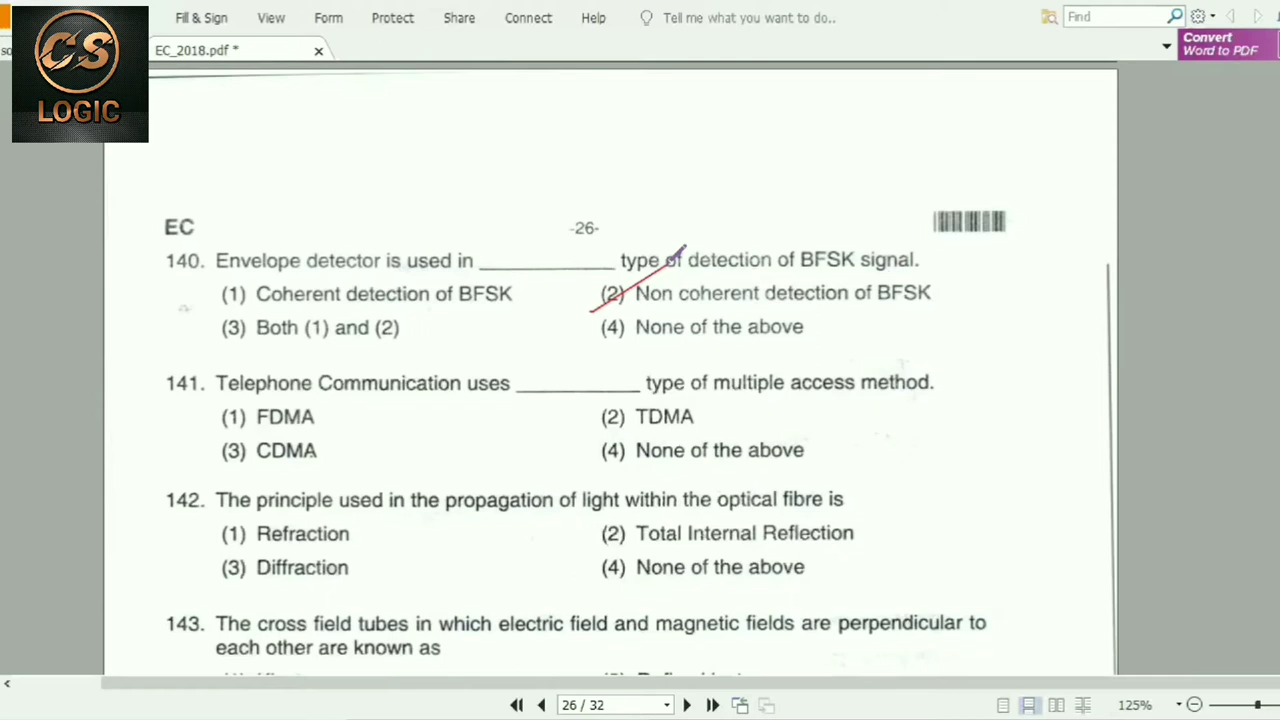 Fill & Sign View Form Protect Share Connect Help Tell me what you want to do.. Find
Convert
Word to PDF
so EC_2018.pdf *
CS
LOGIC
EC
-26-
140. Envelope detector is used in ____________ type of detection of BFSK signal.
(1) Coherent detection of BFSK (2) Non coherent detection of BFSK
(3) Both (1) and (2) (4) None of the above
141. Telephone Communication uses ___________ type of multiple access method.
(1) FDMA (2) TDMA
(3) CDMA (4) None of the above
142. The principle used in the propagation of light within the optical fibre is
(1) Refraction (2) Total Internal Reflection
(3) Diffraction (4) None of the above
143. The cross field tubes in which electric field and magnetic fields are perpendicular to
each other are known as
26 / 32 125%